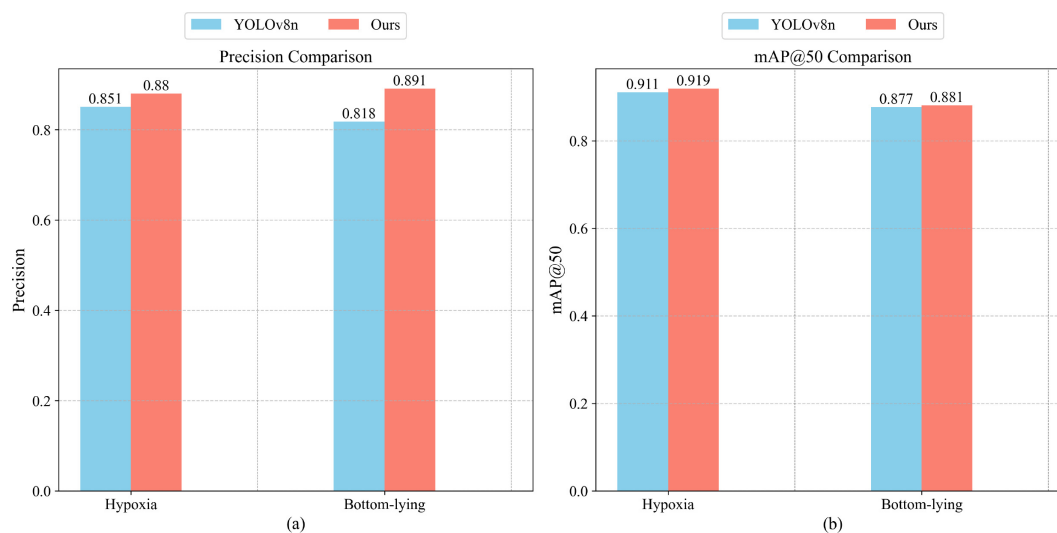 YOLOv8n Ours
Precision Comparison
0.851
0.88
0.818
0.891
0.8
0.6
0.4
0.2
0.0
Precision
Hypoxia
Bottom-lying
(a)
YOLOv8n Ours
mAP@50 Comparison
0.911
0.919
0.877
0.881
0.8
0.6
0.4
0.2
0.0
mAP@50
Hypoxia
Bottom-lying
(b)